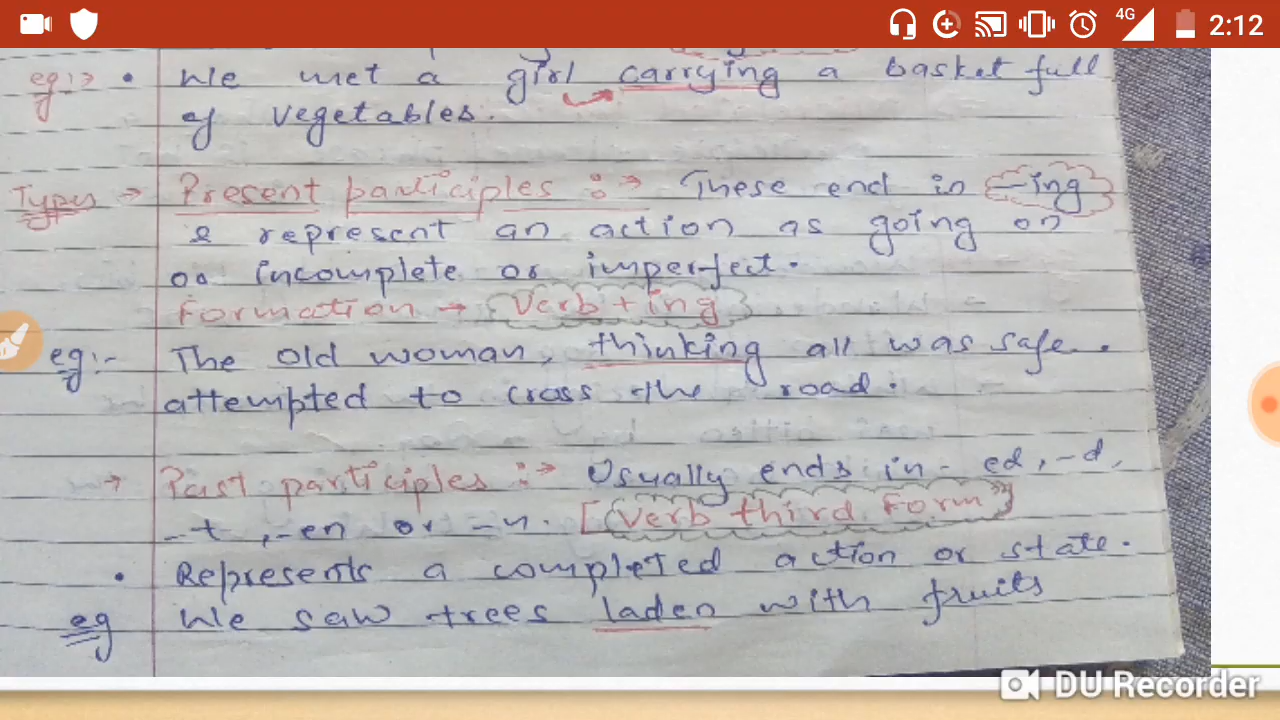 4G 2:12
eg:→ • We met a girl carrying a basket full
of vegetables.
Types → Present participles :→ These end in -ing
& represent an action as going on
or incomplete or imperfect.
Formation → Verb + ing
eg:- The old woman, thinking all was safe.
attempted to cross the road.
→ Past participles :→ Usually ends in - ed, -d,
-t, -en or -n. [Verb third Form"]
• Represents a completed action or state.
eg We saw trees laden with fruits
DU Recorder